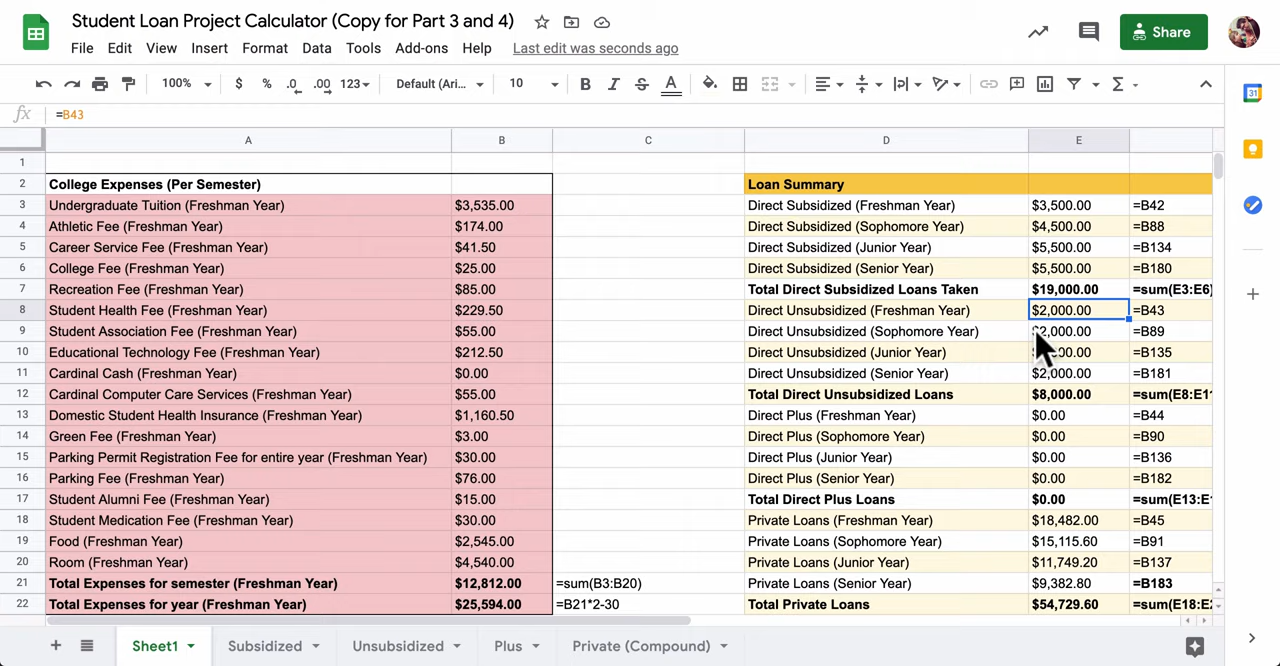 Student Loan Project Calculator (Copy for Part 3 and 4)
File Edit View Insert Format Data Tools Add-ons Help Last edit was seconds ago
Share
100% $ % .0 .00 123 Default (Ari... 10 B I S A
fx =B43
A B C D E
1
2 College Expenses (Per Semester) Loan Summary
3 Undergraduate Tuition (Freshman Year) $3,535.00 Direct Subsidized (Freshman Year) $3,500.00 =B42
4 Athletic Fee (Freshman Year) $174.00 Direct Subsidized (Sophomore Year) $4,500.00 =B88
5 Career Service Fee (Freshman Year) $41.50 Direct Subsidized (Junior Year) $5,500.00 =B134
6 College Fee (Freshman Year) $25.00 Direct Subsidized (Senior Year) $5,500.00 =B180
7 Recreation Fee (Freshman Year) $85.00 Total Direct Subsidized Loans Taken $19,000.00 =sum(E3:E6)
8 Student Health Fee (Freshman Year) $229.50 Direct Unsubsidized (Freshman Year) $2,000.00 =B43
9 Student Association Fee (Freshman Year) $55.00 Direct Unsubsidized (Sophomore Year) $2,000.00 =B89
10 Educational Technology Fee (Freshman Year) $212.50 Direct Unsubsidized (Junior Year) =B135
11 Cardinal Cash (Freshman Year) $0.00 Direct Unsubsidized (Senior Year) $2,000.00 =B181
12 Cardinal Computer Care Services (Freshman Year) $55.00 Total Direct Unsubsidized Loans $8,000.00 =sum(E8:E1
13 Domestic Student Health Insurance (Freshman Year) $1,160.50 Direct Plus (Freshman Year) $0.00 =B44
14 Green Fee (Freshman Year) $3.00 Direct Plus (Sophomore Year) $0.00 =B90
15 Parking Permit Registration Fee for entire year (Freshman Year) $30.00 Direct Plus (Junior Year) $0.00 =B136
16 Parking Fee (Freshman Year) $76.00 Direct Plus (Senior Year) $0.00 =B182
17 Student Alumni Fee (Freshman Year) $15.00 Total Direct Plus Loans $0.00 =sum(E13:E
18 Student Medication Fee (Freshman Year) $30.00 Private Loans (Freshman Year) $18,482.00 =B45
19 Food (Freshman Year) $2,545.00 Private Loans (Sophomore Year) $15,115.60 =B91
20 Room (Freshman Year) $4,540.00 Private Loans (Junior Year) $11,749.20 =B137
21 Total Expenses for semester (Freshman Year) $12,812.00 =sum(B3:B20) Private Loans (Senior Year) $9,382.80 =B183
22 Total Expenses for year (Freshman Year) $25,594.00 =B21*2-30 Total Private Loans $54,729.60 =sum(E18:E
Sheet1 Subsidized Unsubsidized Plus Private (Compound)
31